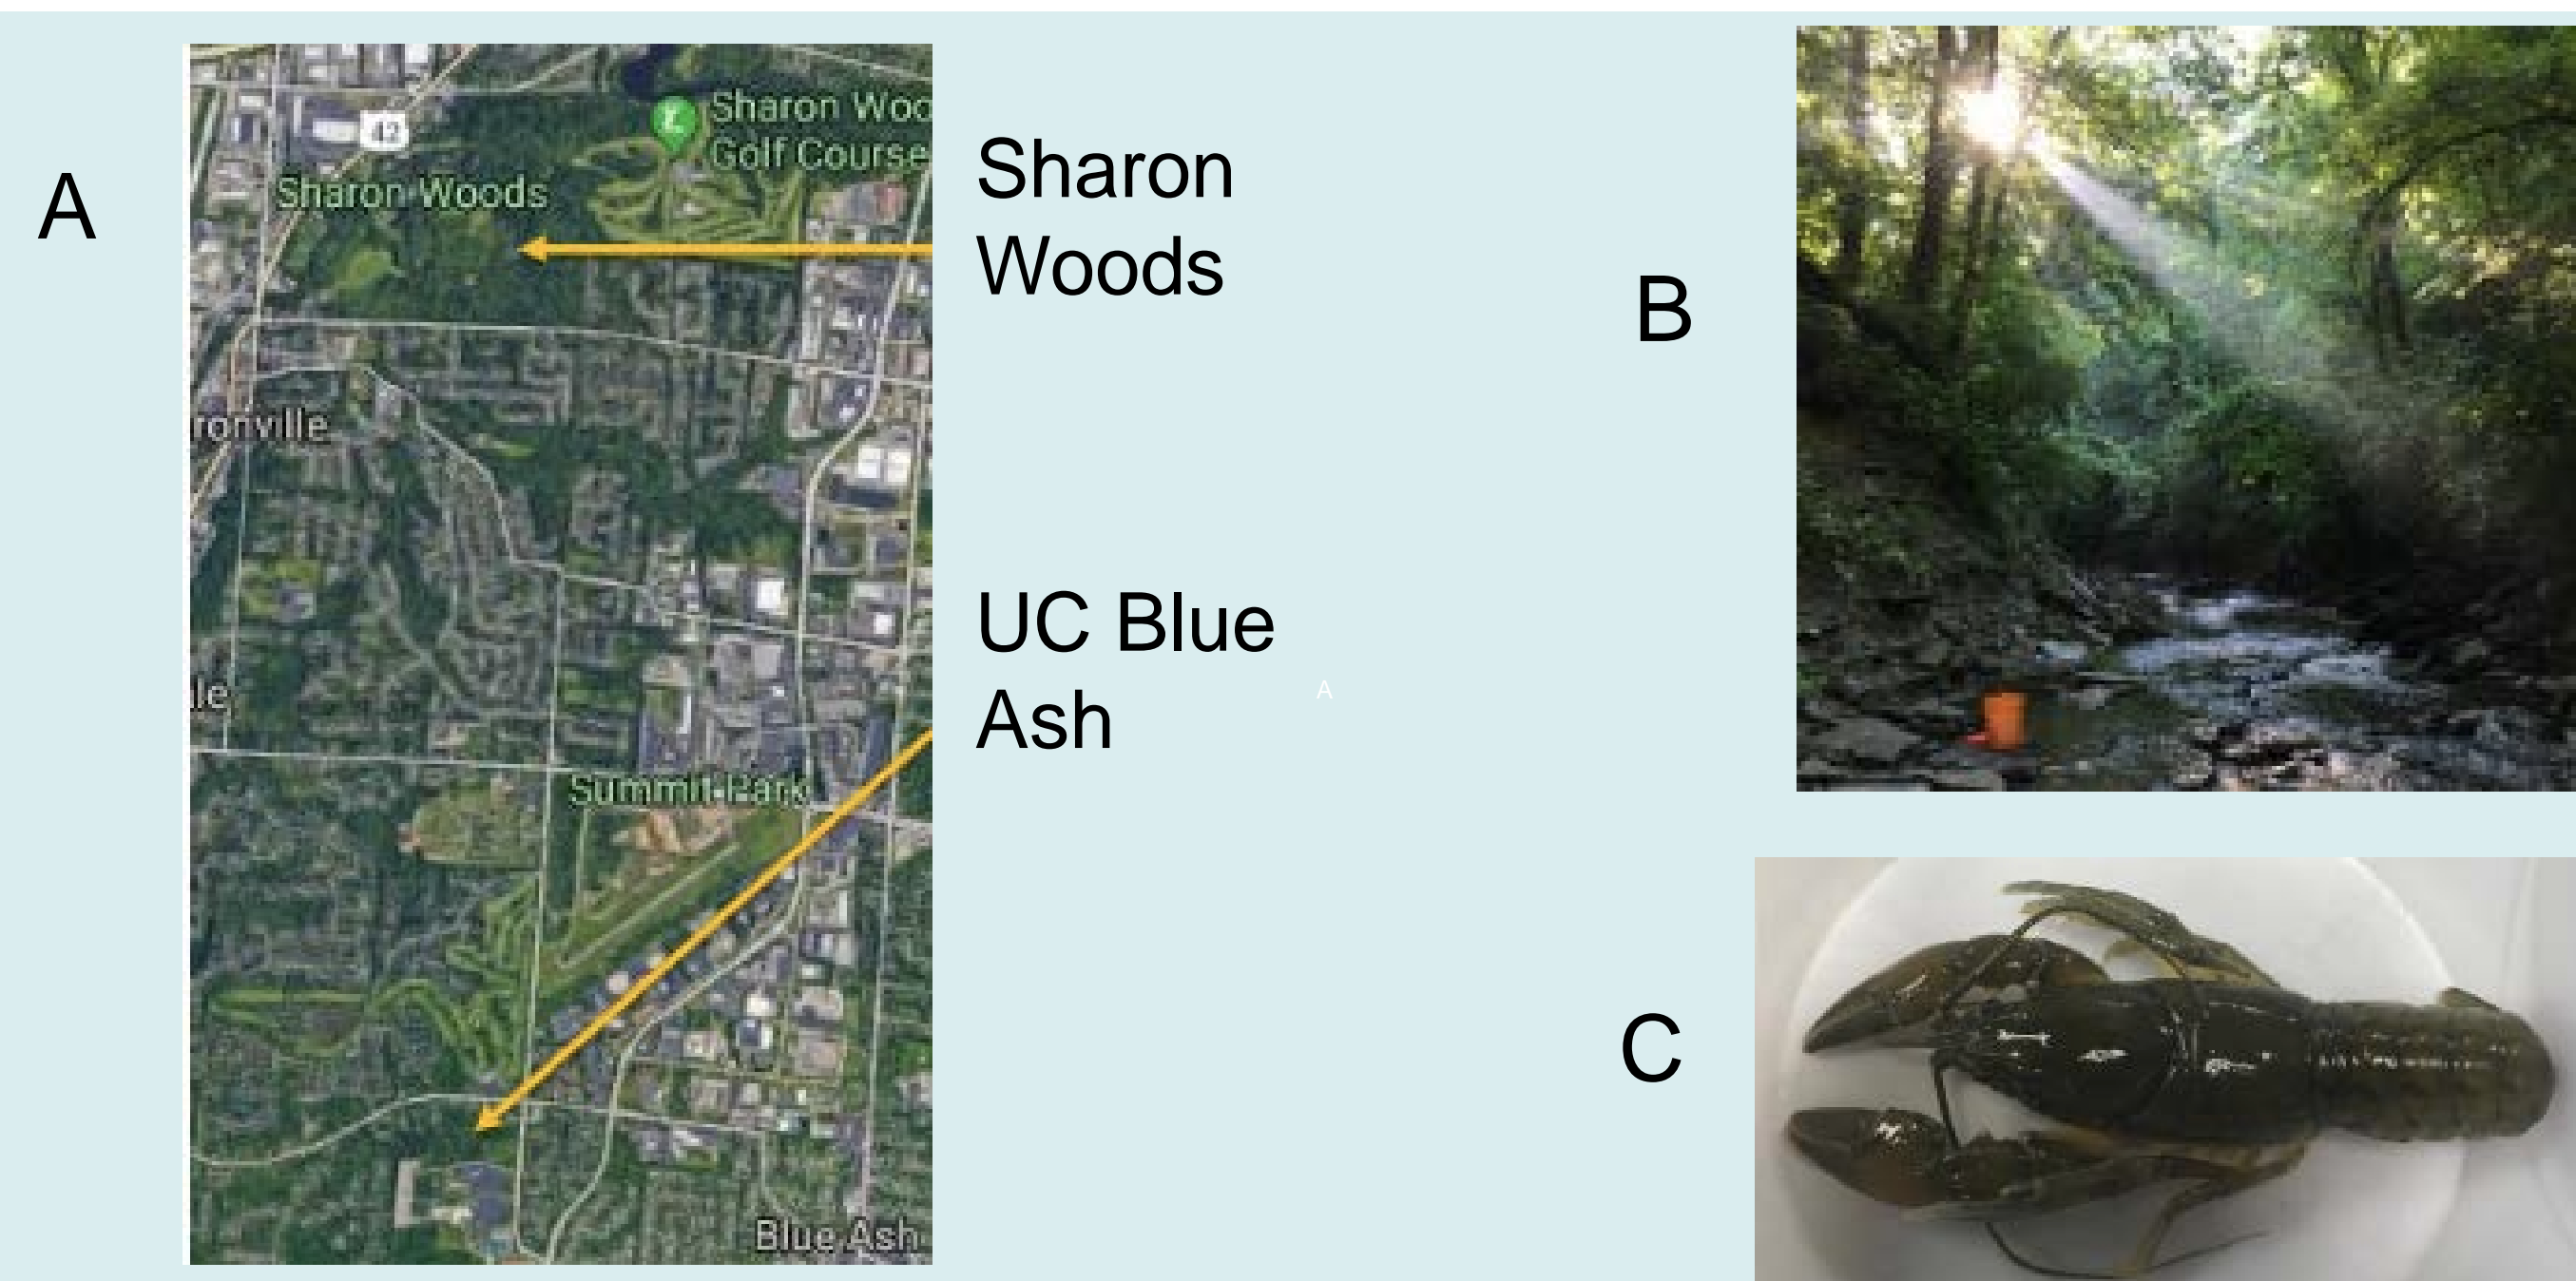 A
42
Sharon Woo
Golf Course
Sharon Woods
ronville
le
Summit Park
Blue Ash
Sharon
Woods
UC Blue
Ash
A
B
C